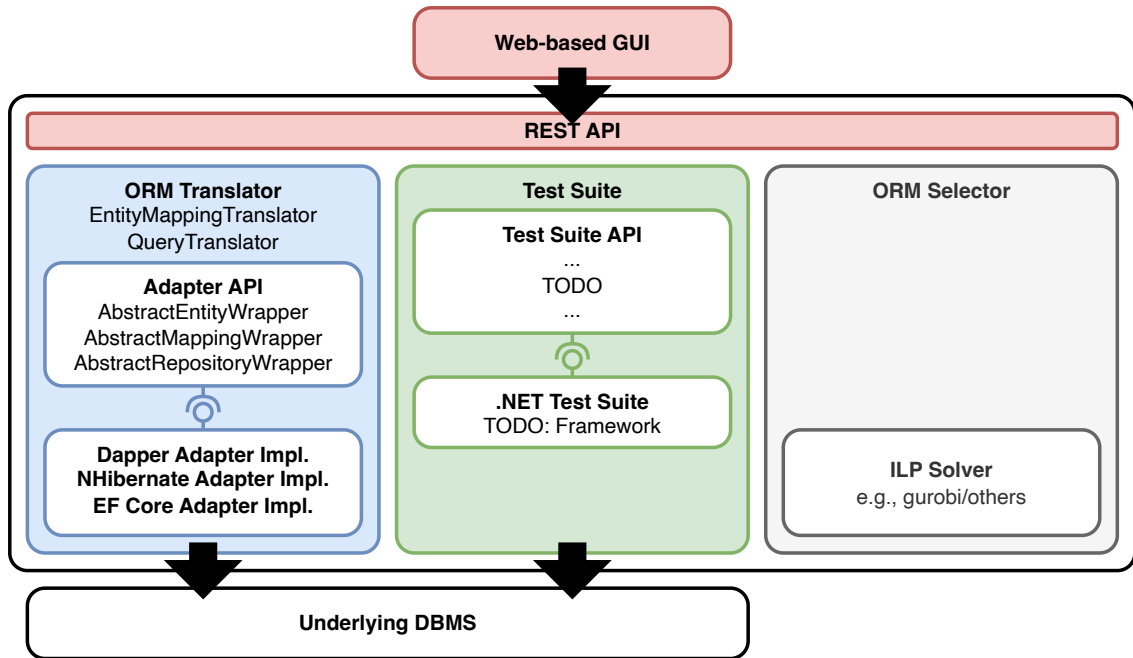 Web-based GUI
REST API
ORM Translator
EntityMappingTranslator
QueryTranslator
Adapter API
AbstractEntityWrapper
AbstractMappingWrapper
AbstractRepositoryWrapper
Dapper Adapter Impl.
NHibernate Adapter Impl.
EF Core Adapter Impl.
Test Suite
Test Suite API
...
TODO
...
.NET Test Suite
TODO: Framework
ORM Selector
ILP Solver
e.g., gurobi/others
Underlying DBMS